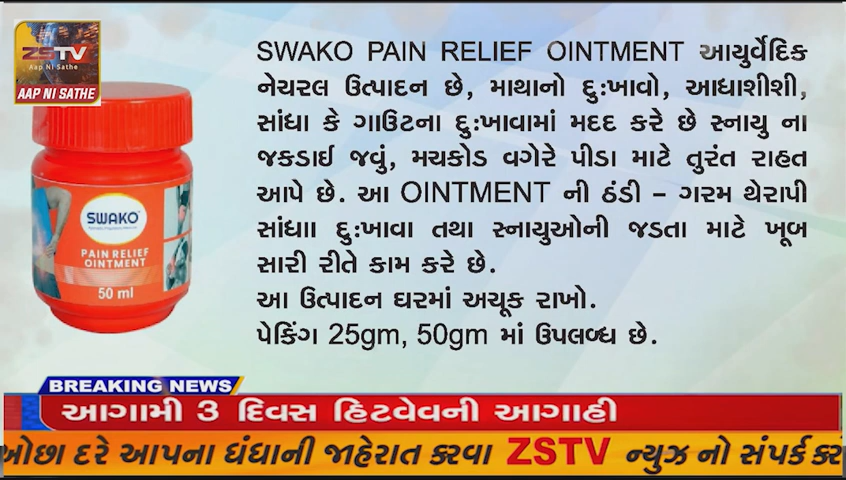 ZSTV
Aap Ni Sathe
AAP NI SATHE
SWAKO PAIN RELIEF OINTMENT આયુર્વેદિક
નેચરલ ઉત્પાદન છે, માથાનો દુઃખાવો, આધાશીશી,
સાંધા કે ગાઉટના દુઃખાવામાં મદદ કરે છે સ્નાયુ ના
જકડાઈ જવું, મચકોડ વગેરે પીડા માટે તુરંત રાહત
આપે છે. આ OINTMENT ની ઠંડી – ગરમ થેરાપી
સાંધાા દુઃખાવા તથા સ્નાયુઓની જડતા માટે ખૂબ
સારી રીતે કામ કરે છે.
આ ઉત્પાદન ઘરમાં અચૂક રાખો.
પેકિંગ 25gm, 50gm માં ઉપલબ્ધ છે.
SWAKO
PAIN RELIEF
OINTMENT
50 ml
BREAKING NEWS
આગામી 3 દિવસ હિટવેવની આગાહી
ઓછા દરે આપના ધંધાની જાહેરાત કરવા ZSTV ન્યુઝ નો સંપર્ક કર